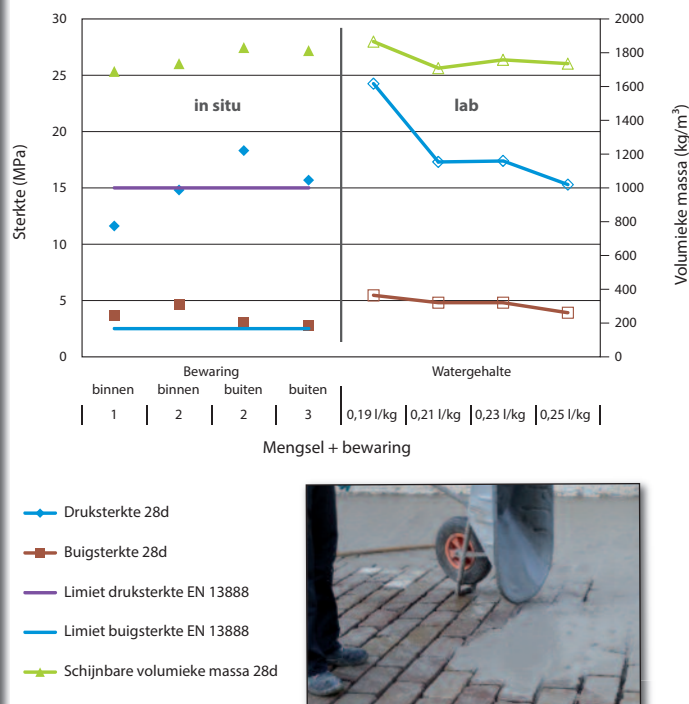 30
25
20
15
10
5
0
Sterkte (MPa)
in situ
lab
2000
1800
1600
1400
1200
1000
800
600
400
200
0
Volumieke massa (kg/m³)
Bewaring
Watergehalte
binnen binnen buiten buiten
1 2 2 3 0,19 l/kg 0,21 l/kg 0,23 l/kg 0,25 l/kg
Mengsel + bewaring
Druksterkte 28d
Buigsterkte 28d
Limiet druksterkte EN 13888
Limiet buigsterkte EN 13888
Schijnbare volumieke massa 28d